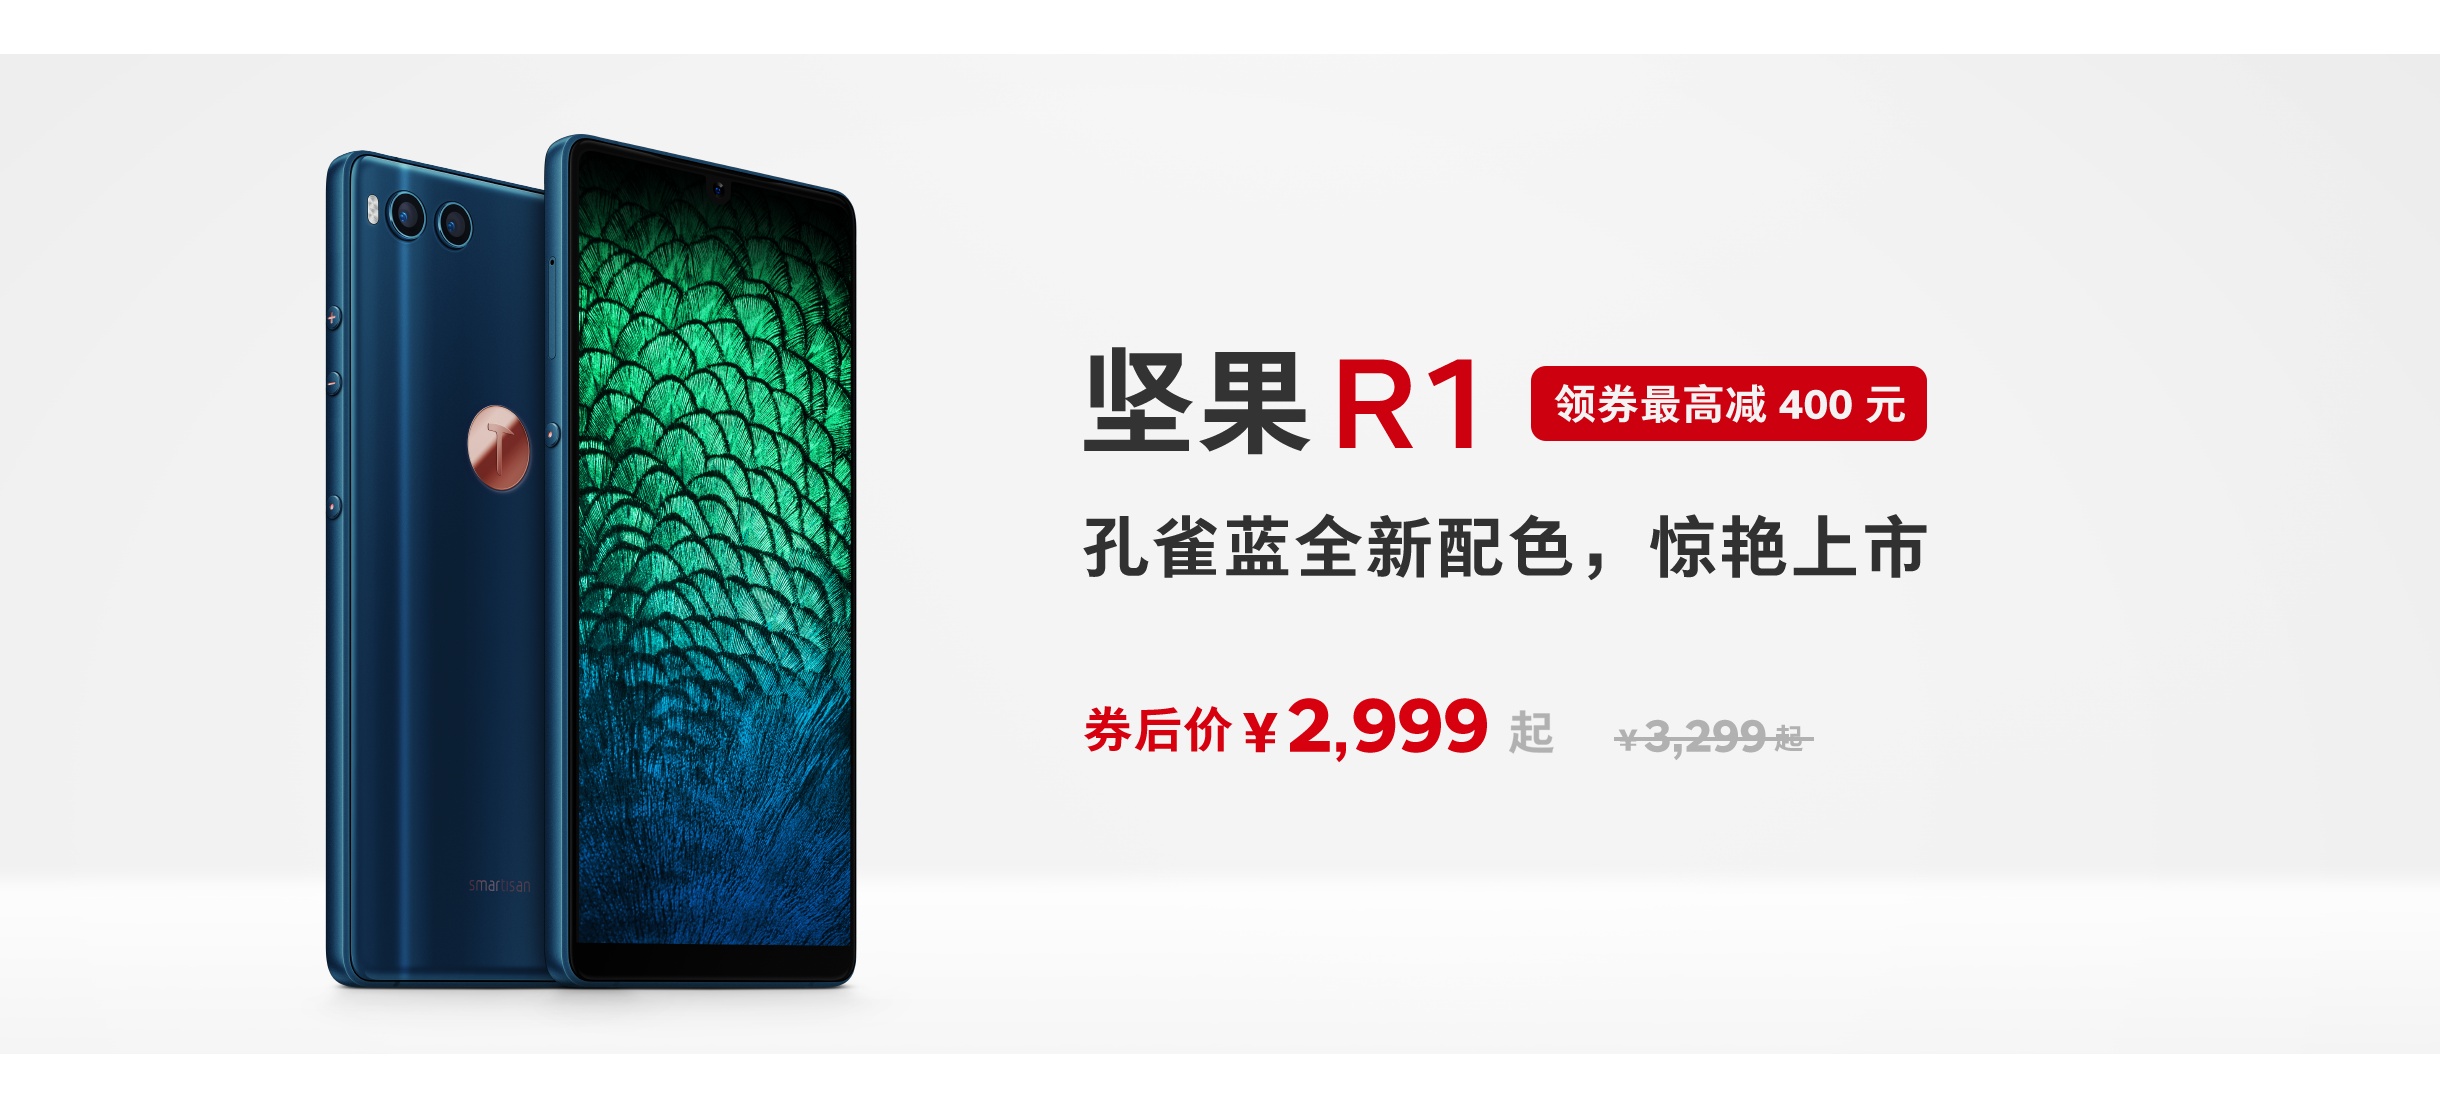 坚果 R1 领券最高减 400 元
孔雀蓝全新配色，惊艳上市
券后价 ¥ 2,999 起 ¥ 3,299 起
smartisan